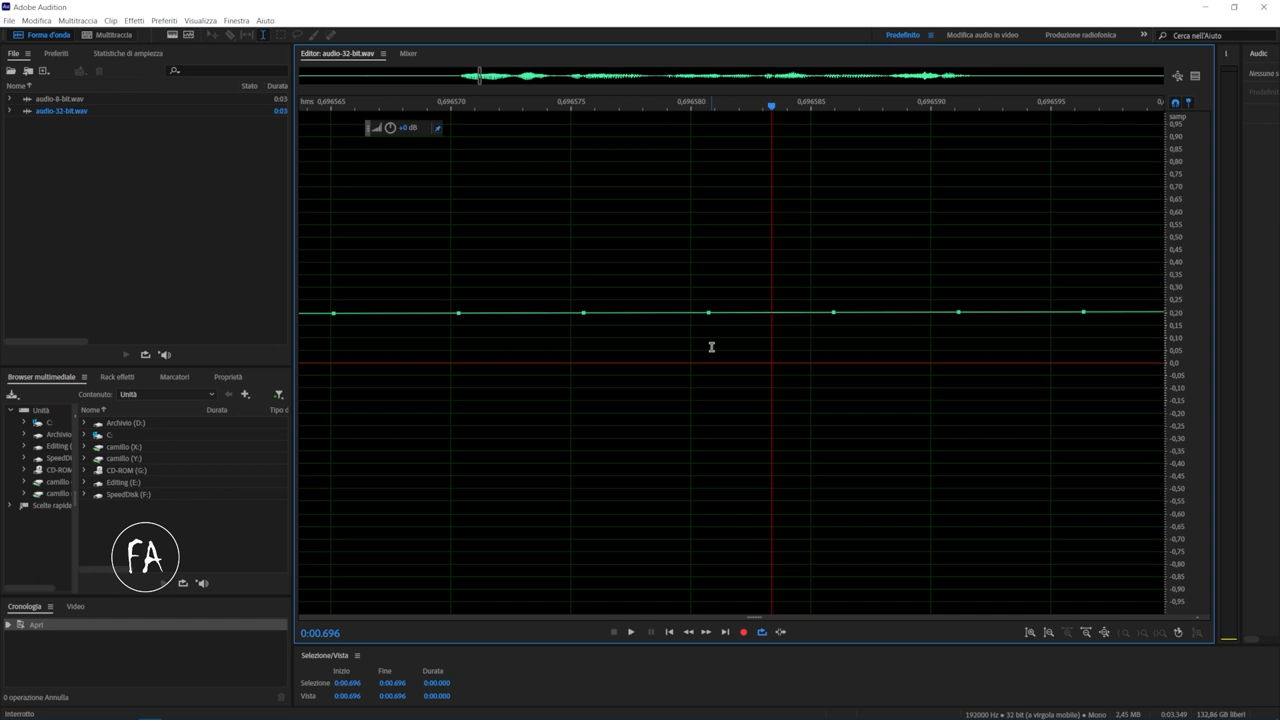 Adobe Audition
File Modifica Multitraccia Clip Effetti Preferiti Visualizza Finestra Aiuto
Forma d'onda Multitraccia Predefinito Modifica audio in video Produzione radiofonica Cerca nell'Aiuto
File Preferiti Statistiche di ampiezza Editor: audio-32-bit.wav Mixer Audic
Nome Stato Durata
audio-8-bit.wav 0:03
audio-32-bit.wav 0:03
hms 0,696565 0,696570 0,696575 0,696580 0,696585 0,696590 0,696595
+0 dB
samp
0,95
0,90
0,85
0,80
0,75
0,70
0,65
0,60
0,55
0,50
0,45
0,40
0,35
0,30
0,25
0,20
0,15
0,10
0,05
0,0
-0,05
-0,10
-0,15
-0,20
-0,25
-0,30
-0,35
-0,40
-0,45
-0,50
-0,55
-0,60
-0,65
-0,70
-0,75
-0,80
-0,85
-0,90
-0,95
Browser multimediale Rack effetti Marcatori Proprietà
Contenuto: Unità
Unità Nome Durata Tipo d
C: Archivio (D:)
Archivio C:
Editing ( camillo (X:)
SpeedD camillo (Y:)
CD-ROM CD-ROM (G:)
camillo Editing (E:)
camillo SpeedDisk (F:)
Scelte rapide
FA
Cronologia Video
Apri
0:00.696
Selezione/Vista
Inizio Fine Durata
Selezione 0:00.696 0:00.696 0:00.000
Vista 0:00.696 0:00.696 0:00.000
0 operazione Annulla
Interrotto 192000 Hz • 32 bit (a virgola mobile) • Mono 2,45 MB 0:03.349 132,86 GB liberi